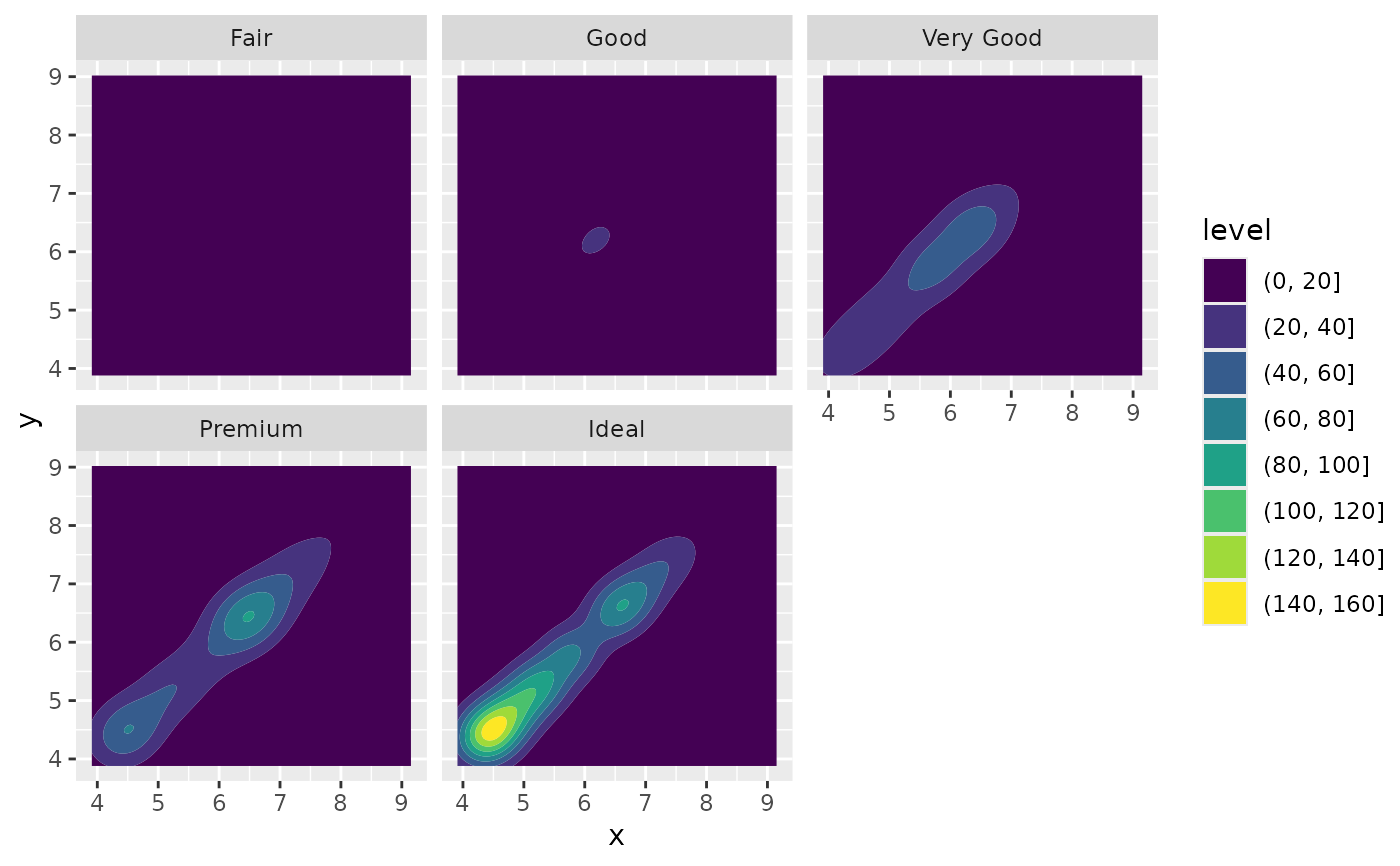 Fair
Good
Very Good
9
8
7
6
5
4
4 5 6 7 8 9
Premium
Ideal
9
8
7
6
5
4
4 5 6 7 8 9
4 5 6 7 8 9
x
y
level
(0, 20]
(20, 40]
(40, 60]
(60, 80]
(80, 100]
(100, 120]
(120, 140]
(140, 160]